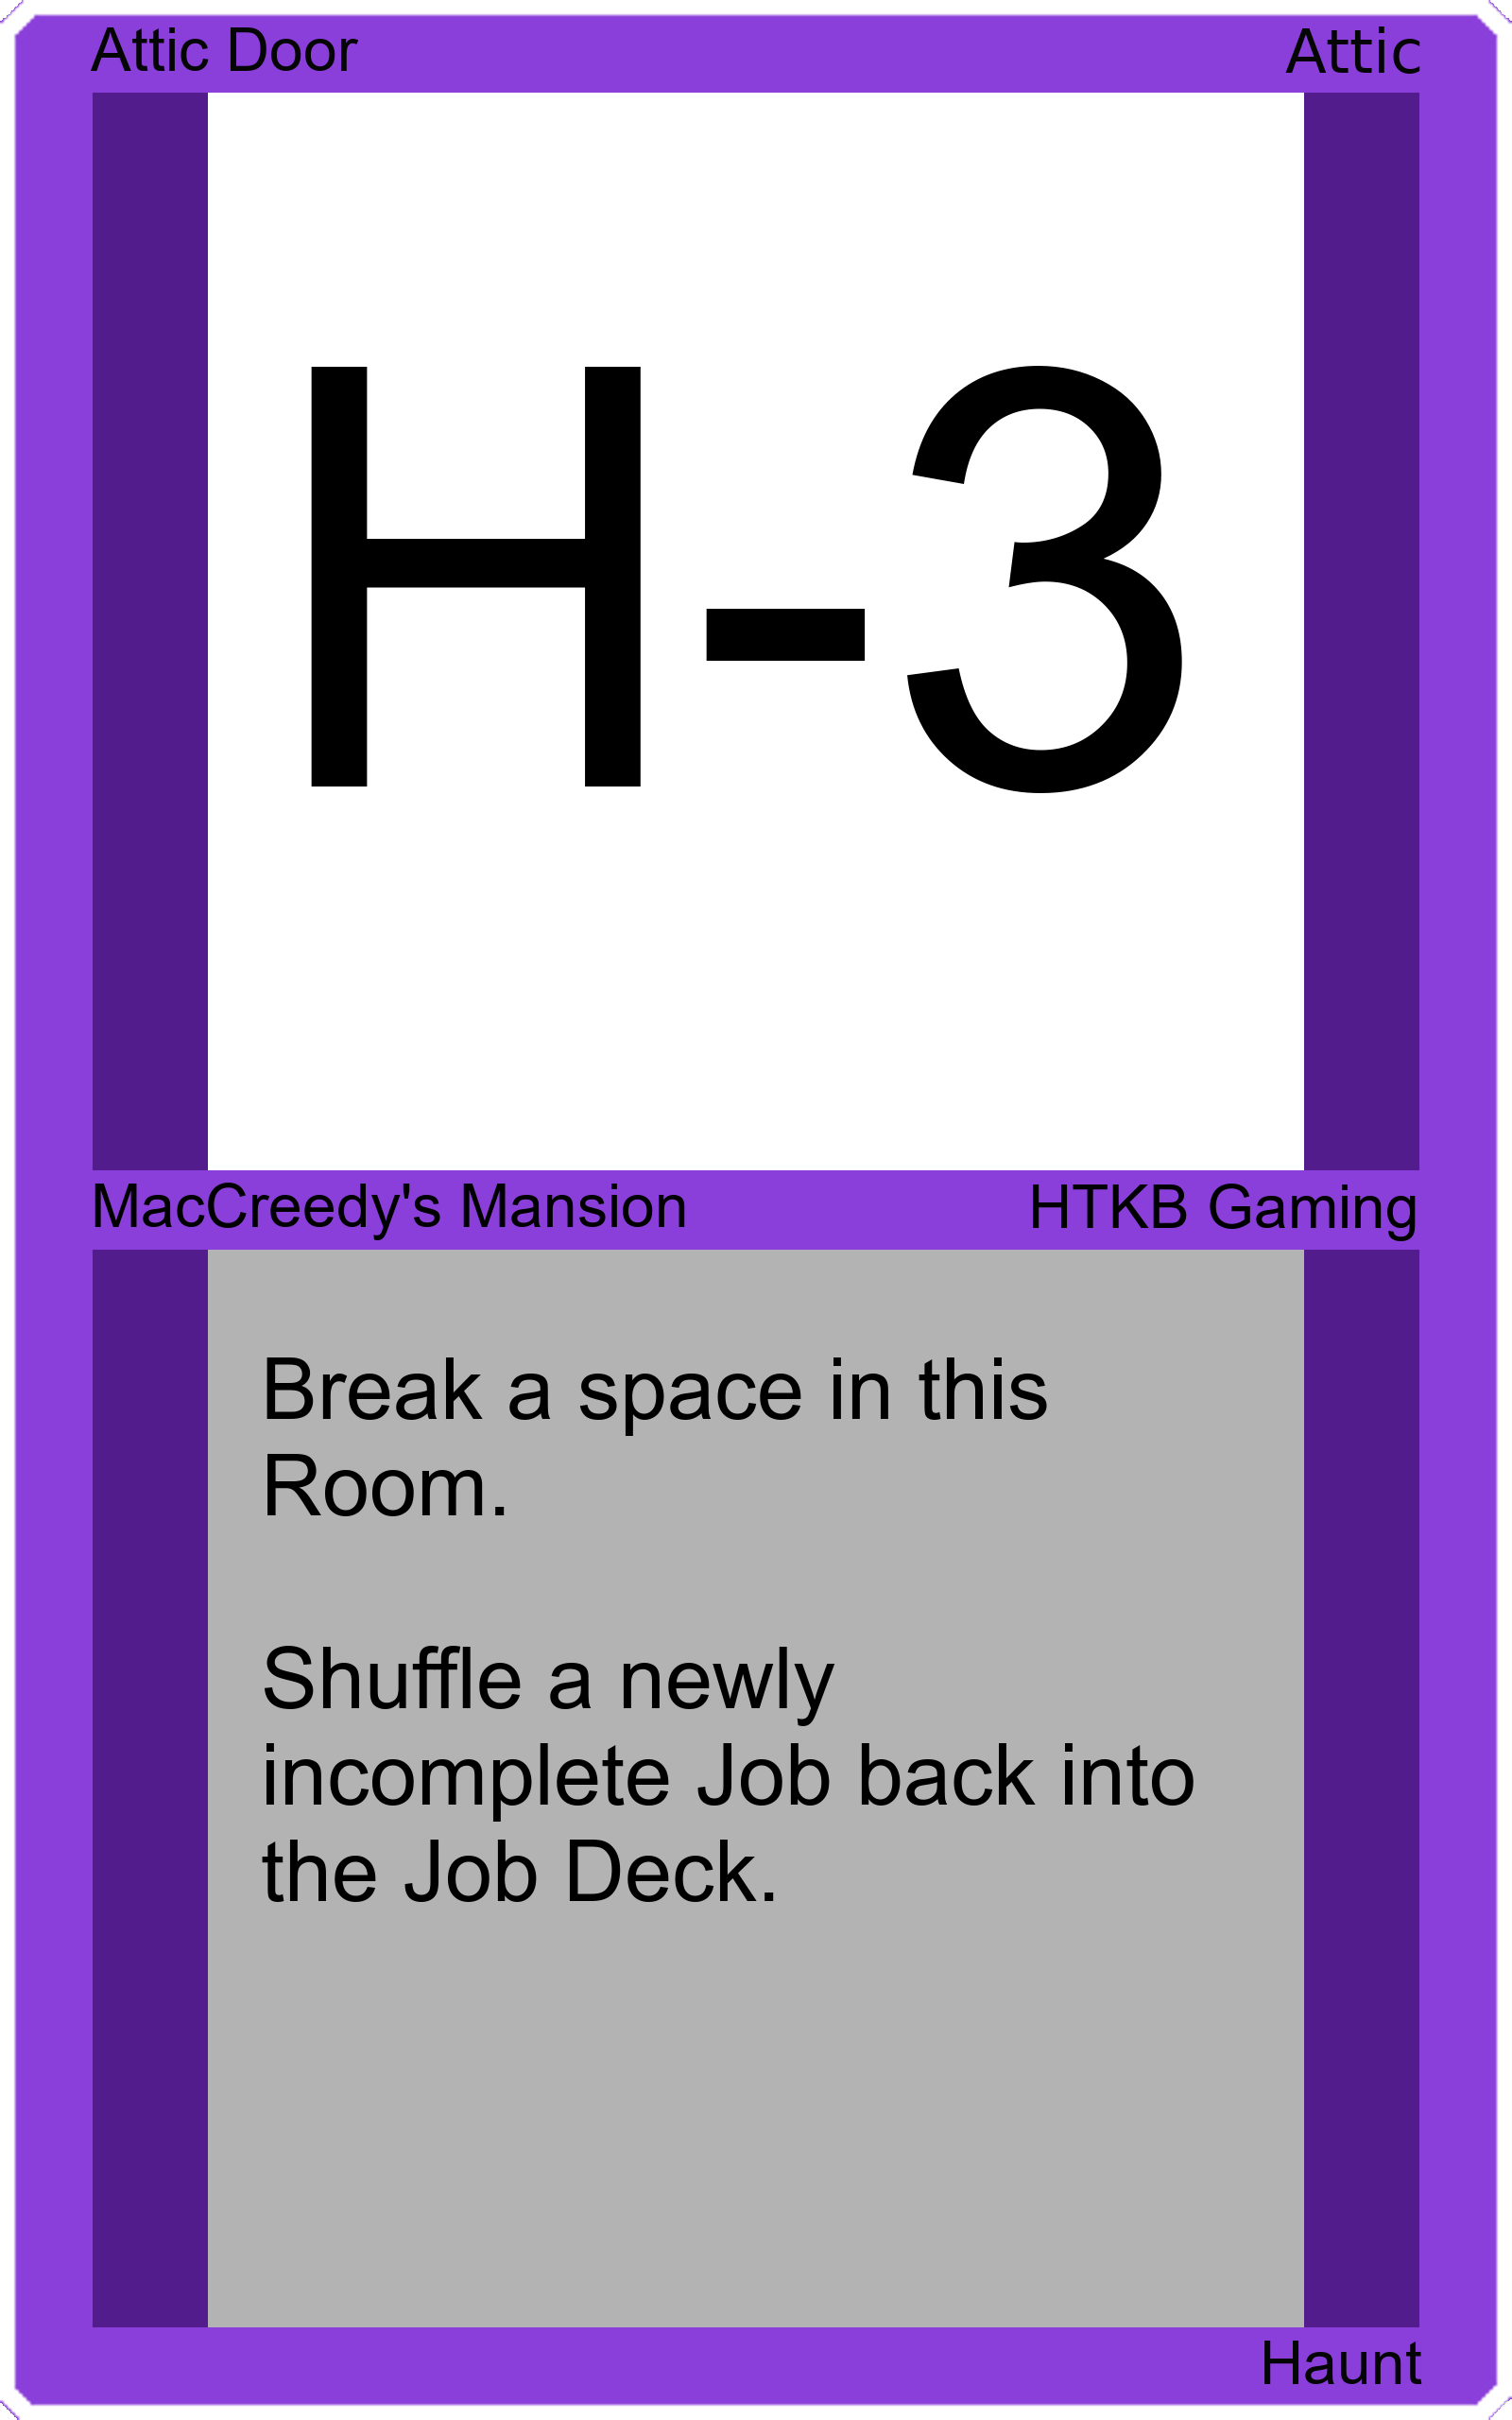 Attic Door Attic
H-3
MacCreedy's Mansion HTKB Gaming
Break a space in this
Room.
Shuffle a newly
incomplete Job back into
the Job Deck.
Haunt